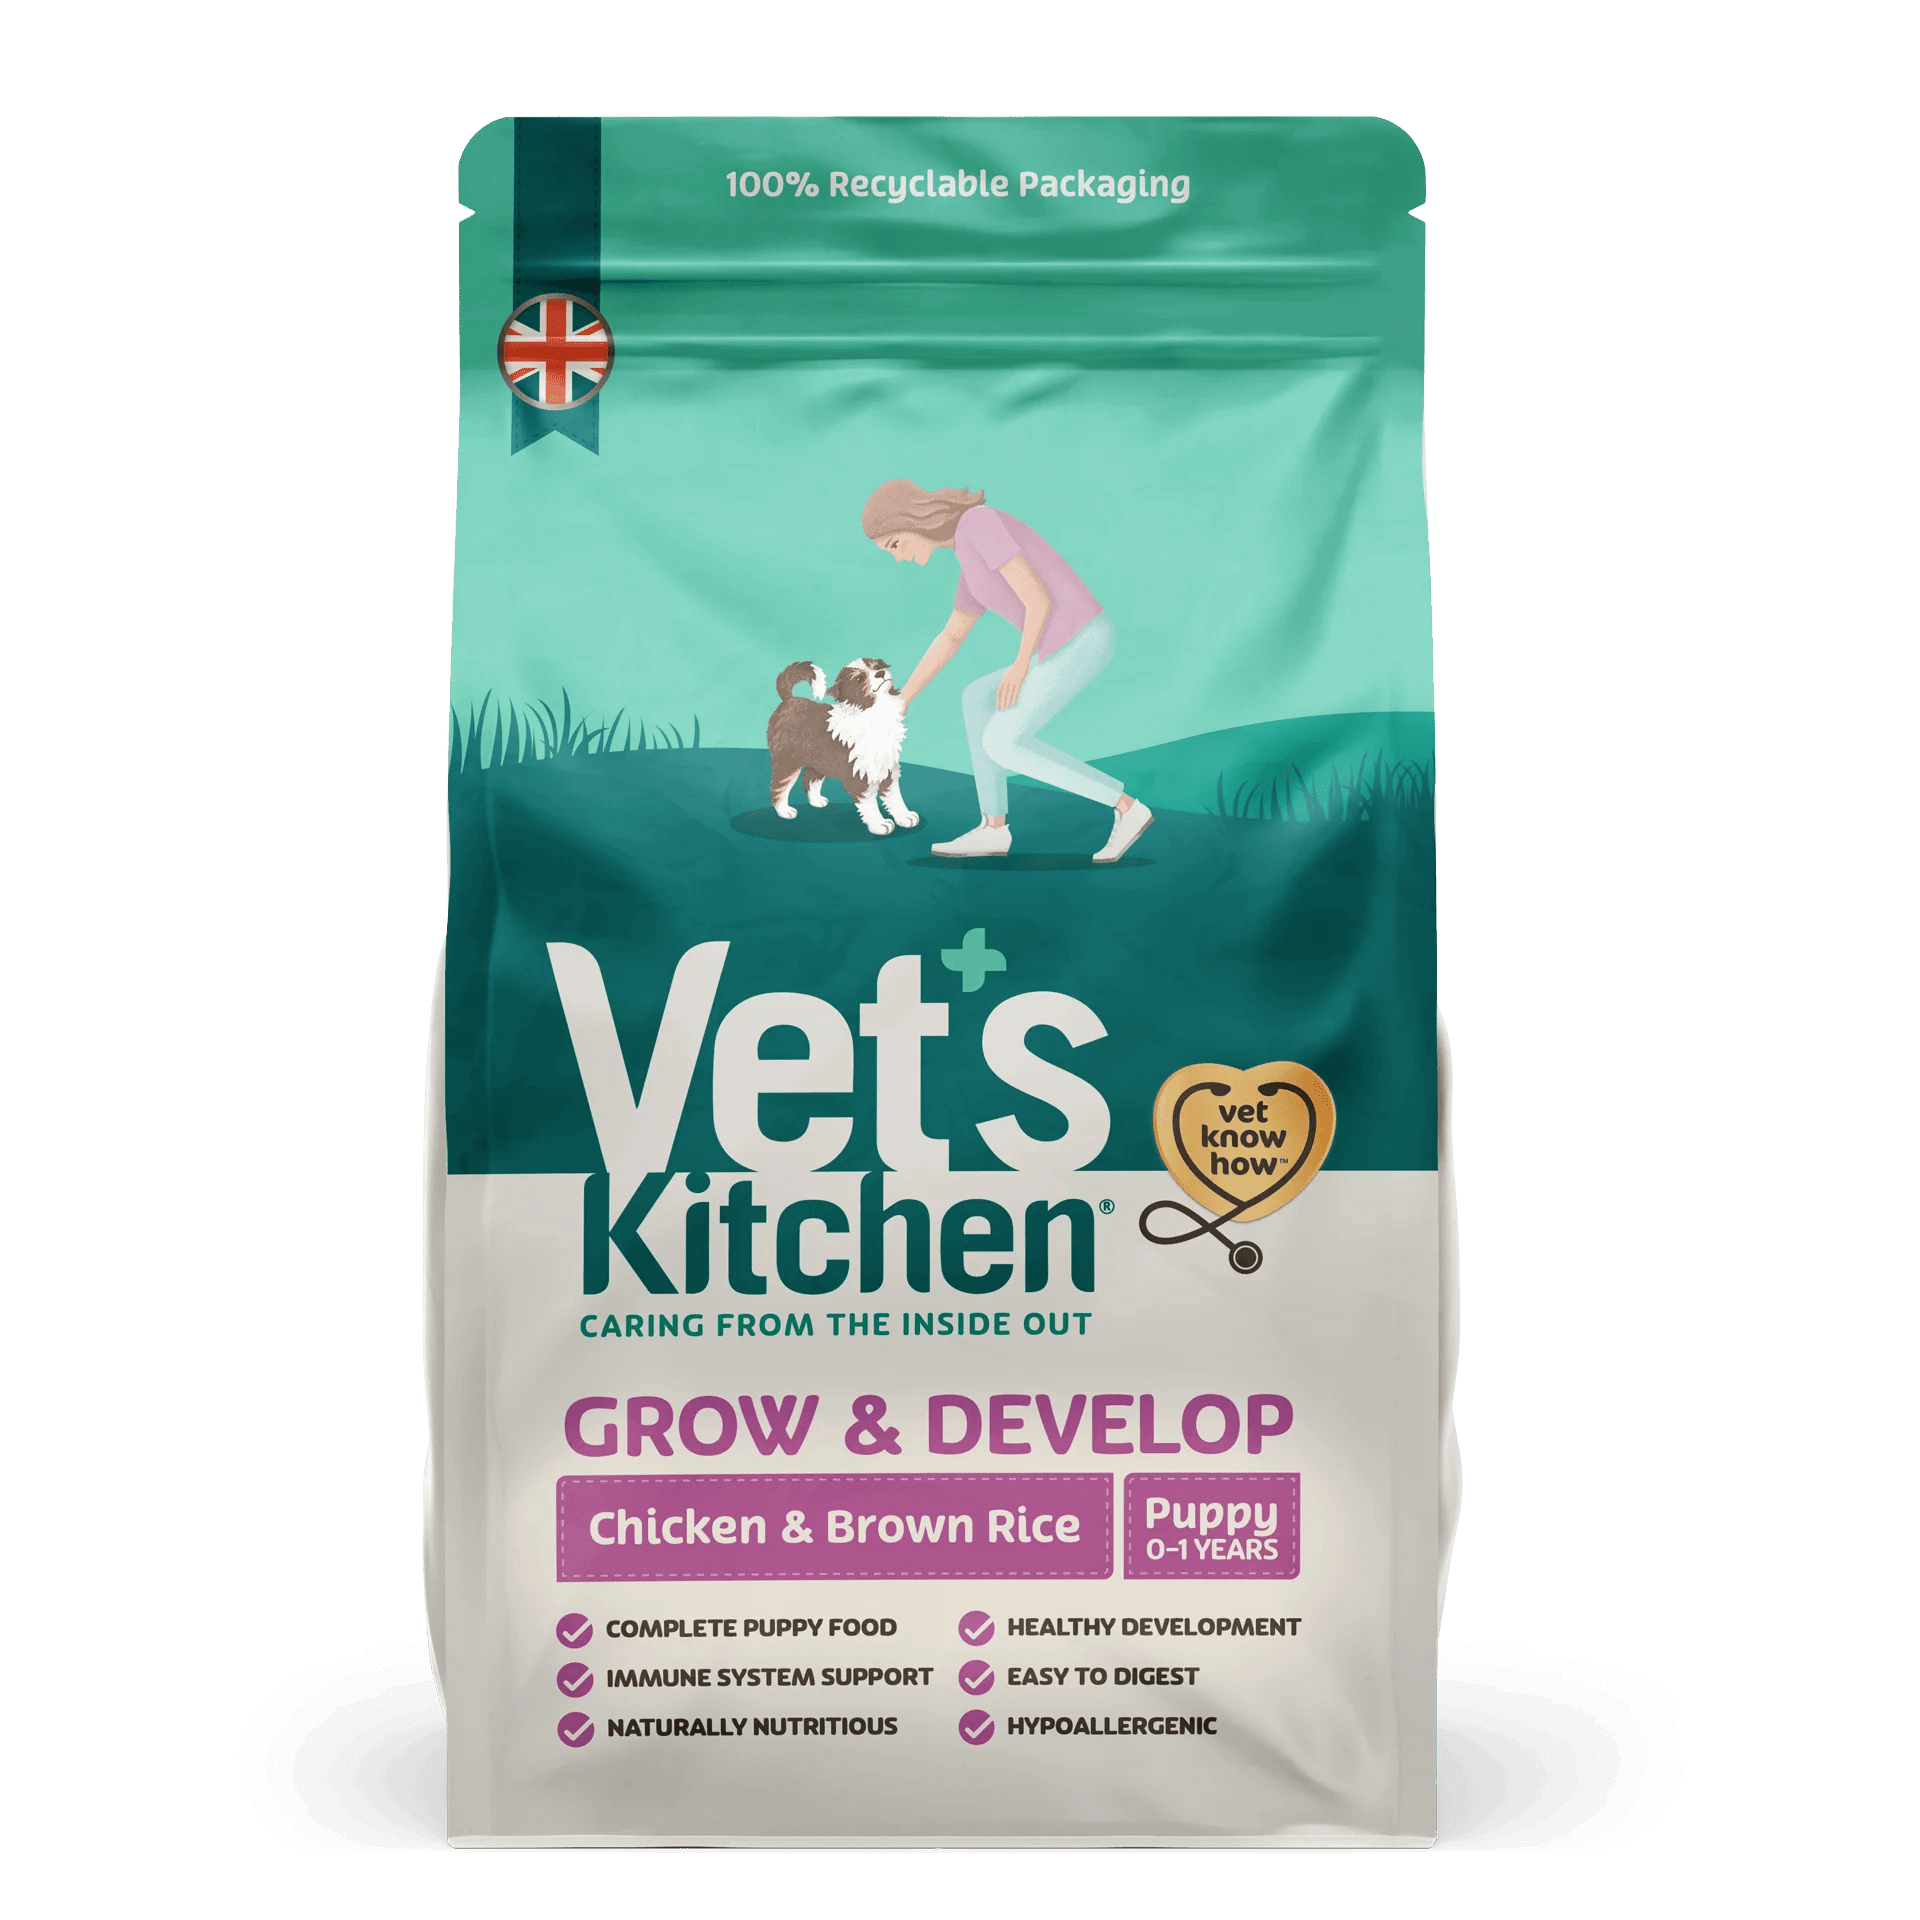 100% Recyclable Packaging
Vet's
Kitchen®
CARING FROM THE INSIDE OUT
vet
know
how™
GROW & DEVELOP
Chicken & Brown Rice
Puppy
0-1 YEARS
COMPLETE PUPPY FOOD
HEALTHY DEVELOPMENT
IMMUNE SYSTEM SUPPORT
EASY TO DIGEST
NATURALLY NUTRITIOUS
HYPOALLERGENIC